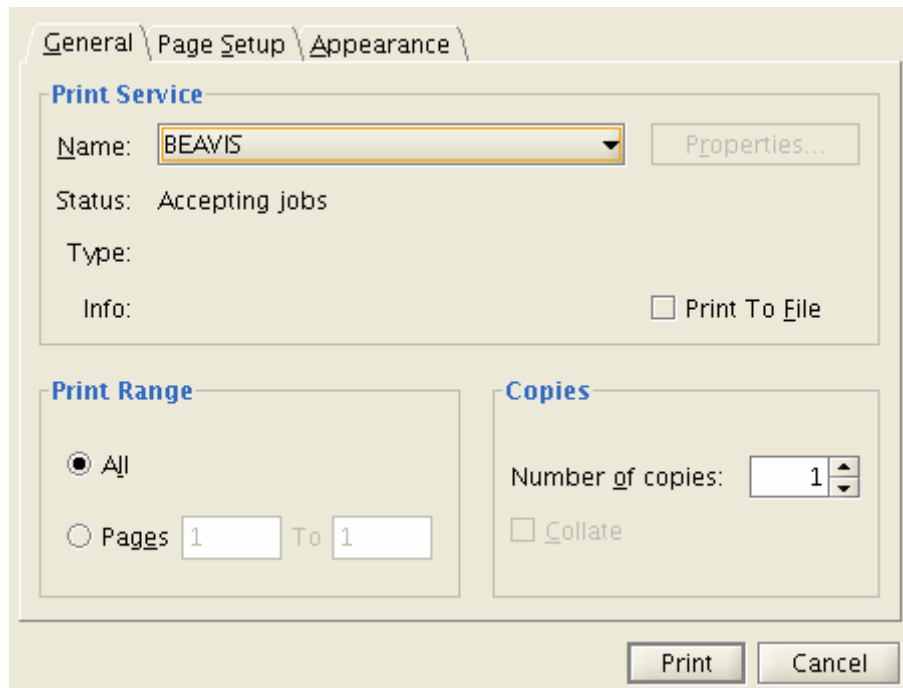 General Page Setup Appearance
Print Service
Name: BEAVIS Properties...
Status: Accepting jobs
Type:
Info: Print To File
Print Range
All
Pages 1 To 1
Copies
Number of copies: 1
Collate
Print Cancel